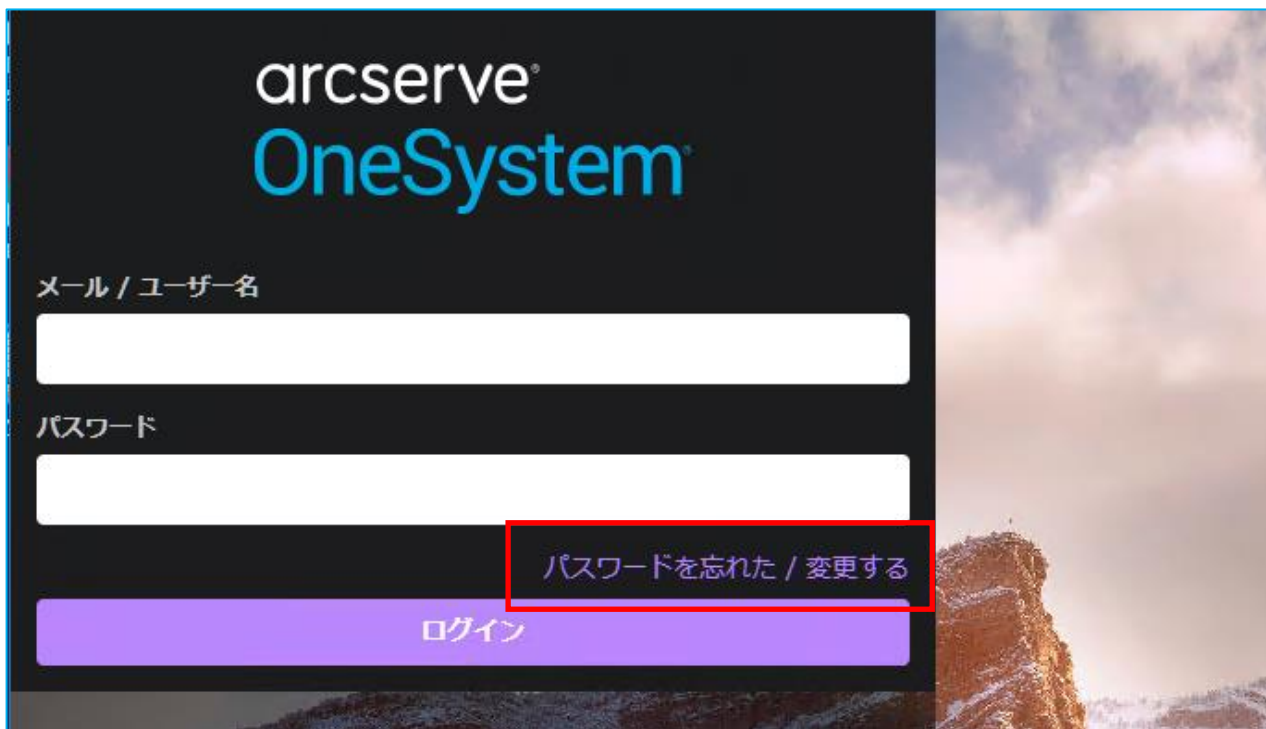 arcserve®
OneSystem®
メール / ユーザー名
パスワード
パスワードを忘れた / 変更する
ログイン